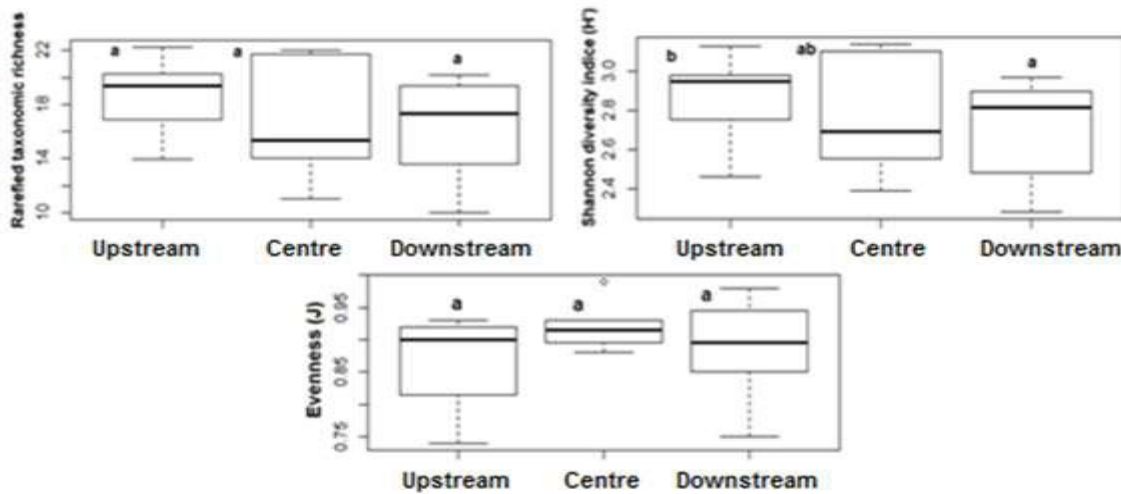 Rarefied taxonomic richness
22
18
14
10
a
a
a
Upstream Centre Downstream
Shannon diversity indice (H')
3.0
2.8
2.6
2.4
b
ab
a
Upstream Centre Downstream
Evenness (J)
0.95
0.85
0.75
a
a
a
Upstream Centre Downstream